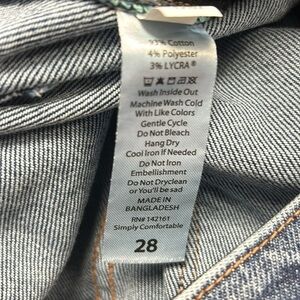 93% Cotton
4% Polyester
3% LYCRA®
Wash Inside Out
Machine Wash Cold
With Like Colors
Gentle Cycle
Do Not Bleach
Hang Dry
Cool Iron If Needed
Do Not Iron
Embellishment
Do Not Dryclean
or You'll be sad
MADE IN
BANGLADESH
RN# 142161
Simply Comfortable
28